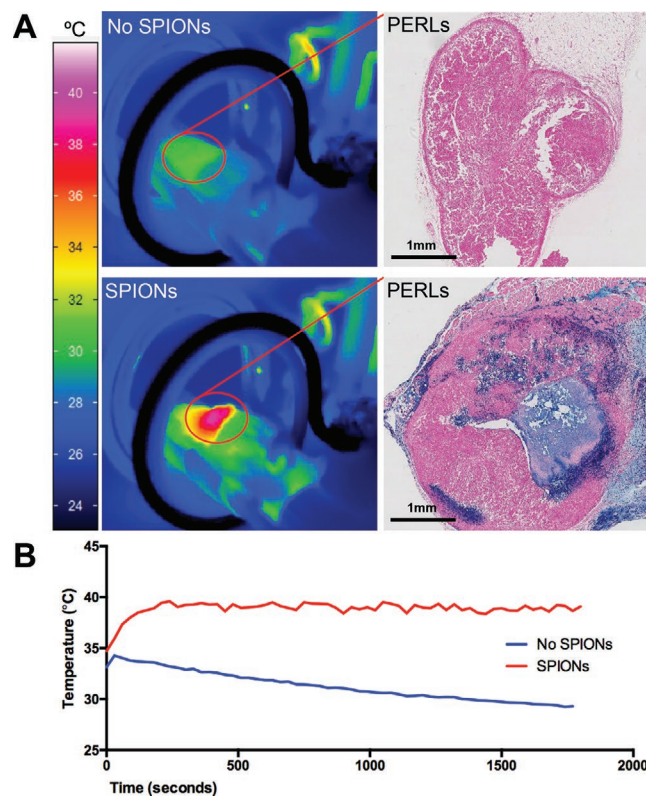 A
ºC
No SPIONs
PERLs
40
38
36
34
32
30
28
26
24
1mm
SPIONs
PERLs
1mm
B
45
40
35
30
25
Temperature (°C)
No SPIONs
SPIONs
0
500
1000
1500
2000
Time (seconds)